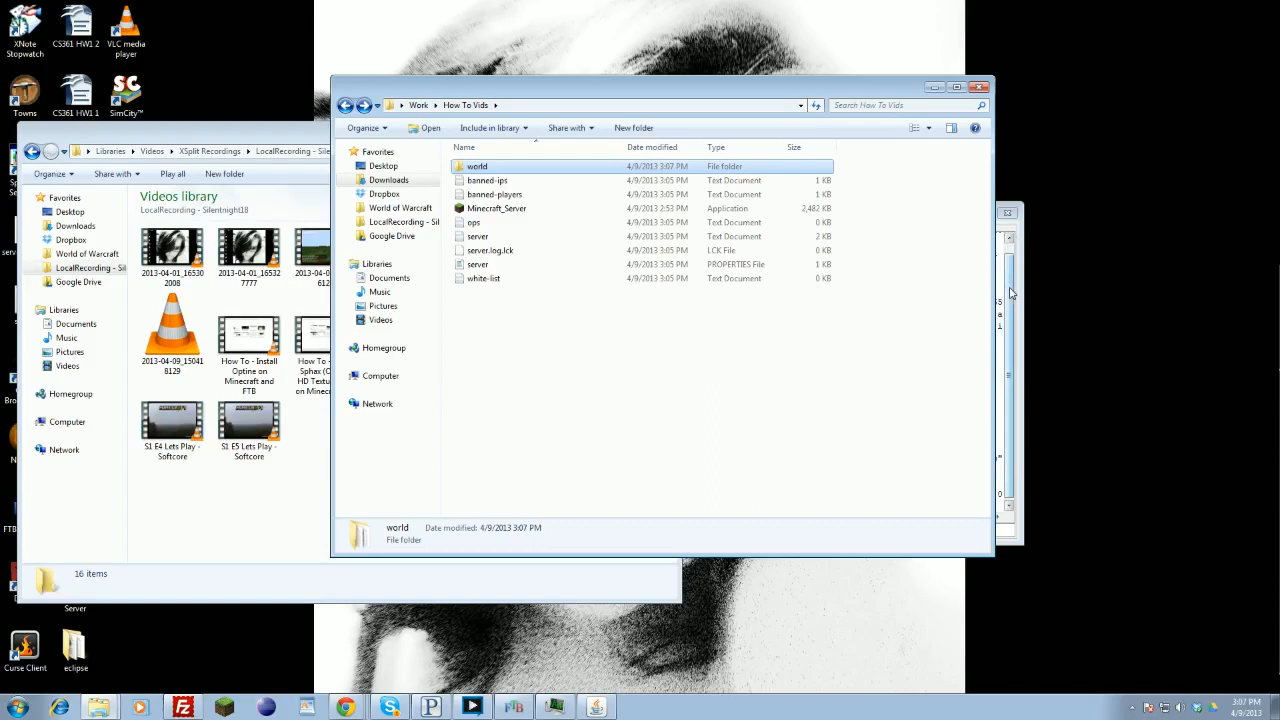 XNote
Stopwatch
CS361 HW1 2
VLC media
player
Towns
CS361 HW1 1
SimCity™
Server
Curse Client
eclipse
Libraries
Videos
XSplit Recordings
LocalRecording - Sile
Organize
Share with
Play all
New folder
Favorites
Desktop
Downloads
Dropbox
World of Warcraft
LocalRecording - Sil
Google Drive
Libraries
Documents
Music
Pictures
Videos
Homegroup
Computer
Network
Videos library
LocalRecording - Silentnight18
2013-04-01_16530
2008
2013-04-01_16532
7777
2013-04-09_15041
8129
How To - Install
Optine on
Minecraft and
FTB
S1 E4 Lets Play -
Softcore
S1 E5 Lets Play -
Softcore
16 items
Work
How To Vids
Search How To Vids
Organize
Open
Include in library
Share with
New folder
Favorites
Desktop
Downloads
Dropbox
World of Warcraft
LocalRecording - Sil
Google Drive
Libraries
Documents
Music
Pictures
Videos
Homegroup
Computer
Network
Name Date modified Type Size
world 4/9/2013 3:07 PM File folder
banned-ips 4/9/2013 3:05 PM Text Document 1 KB
banned-players 4/9/2013 3:05 PM Text Document 1 KB
Minecraft_Server 4/9/2013 2:53 PM Application 2,482 KB
ops 4/9/2013 3:05 PM Text Document 0 KB
server 4/9/2013 3:05 PM Text Document 2 KB
server.log.lck 4/9/2013 3:05 PM LCK File 0 KB
server 4/9/2013 3:05 PM PROPERTIES File 1 KB
white-list 4/9/2013 3:05 PM Text Document 0 KB
world Date modified: 4/9/2013 3:07 PM
File folder
3:07 PM
4/9/2013